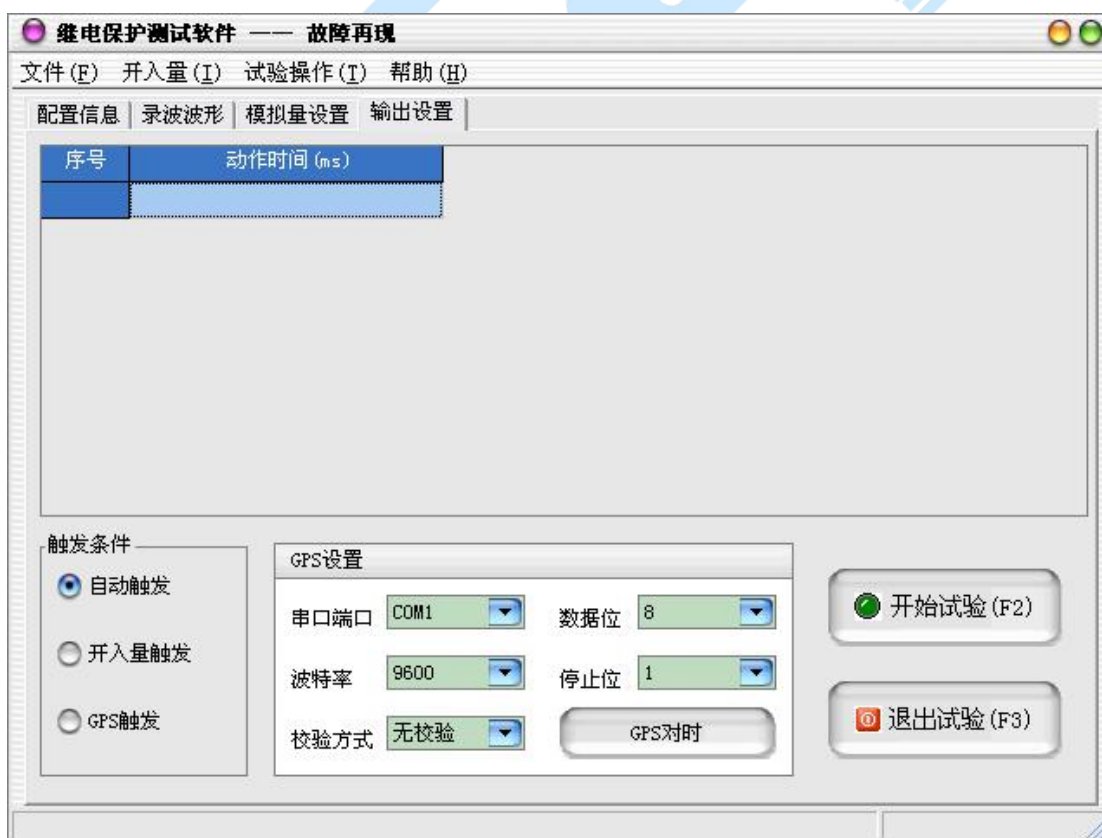 继电保护测试软件 —— 故障再现
文件(F) 开入量(I) 试验操作(T) 帮助(H)
配置信息 录波波形 模拟量设置 输出设置
序号 动作时间(ms)
触发条件
自动触发
开入量触发
GPS触发
GPS设置
串口端口 COM1 数据位 8
波特率 9600 停止位 1
校验方式 无校验 GPS对时
开始试验(F2)
退出试验(F3)